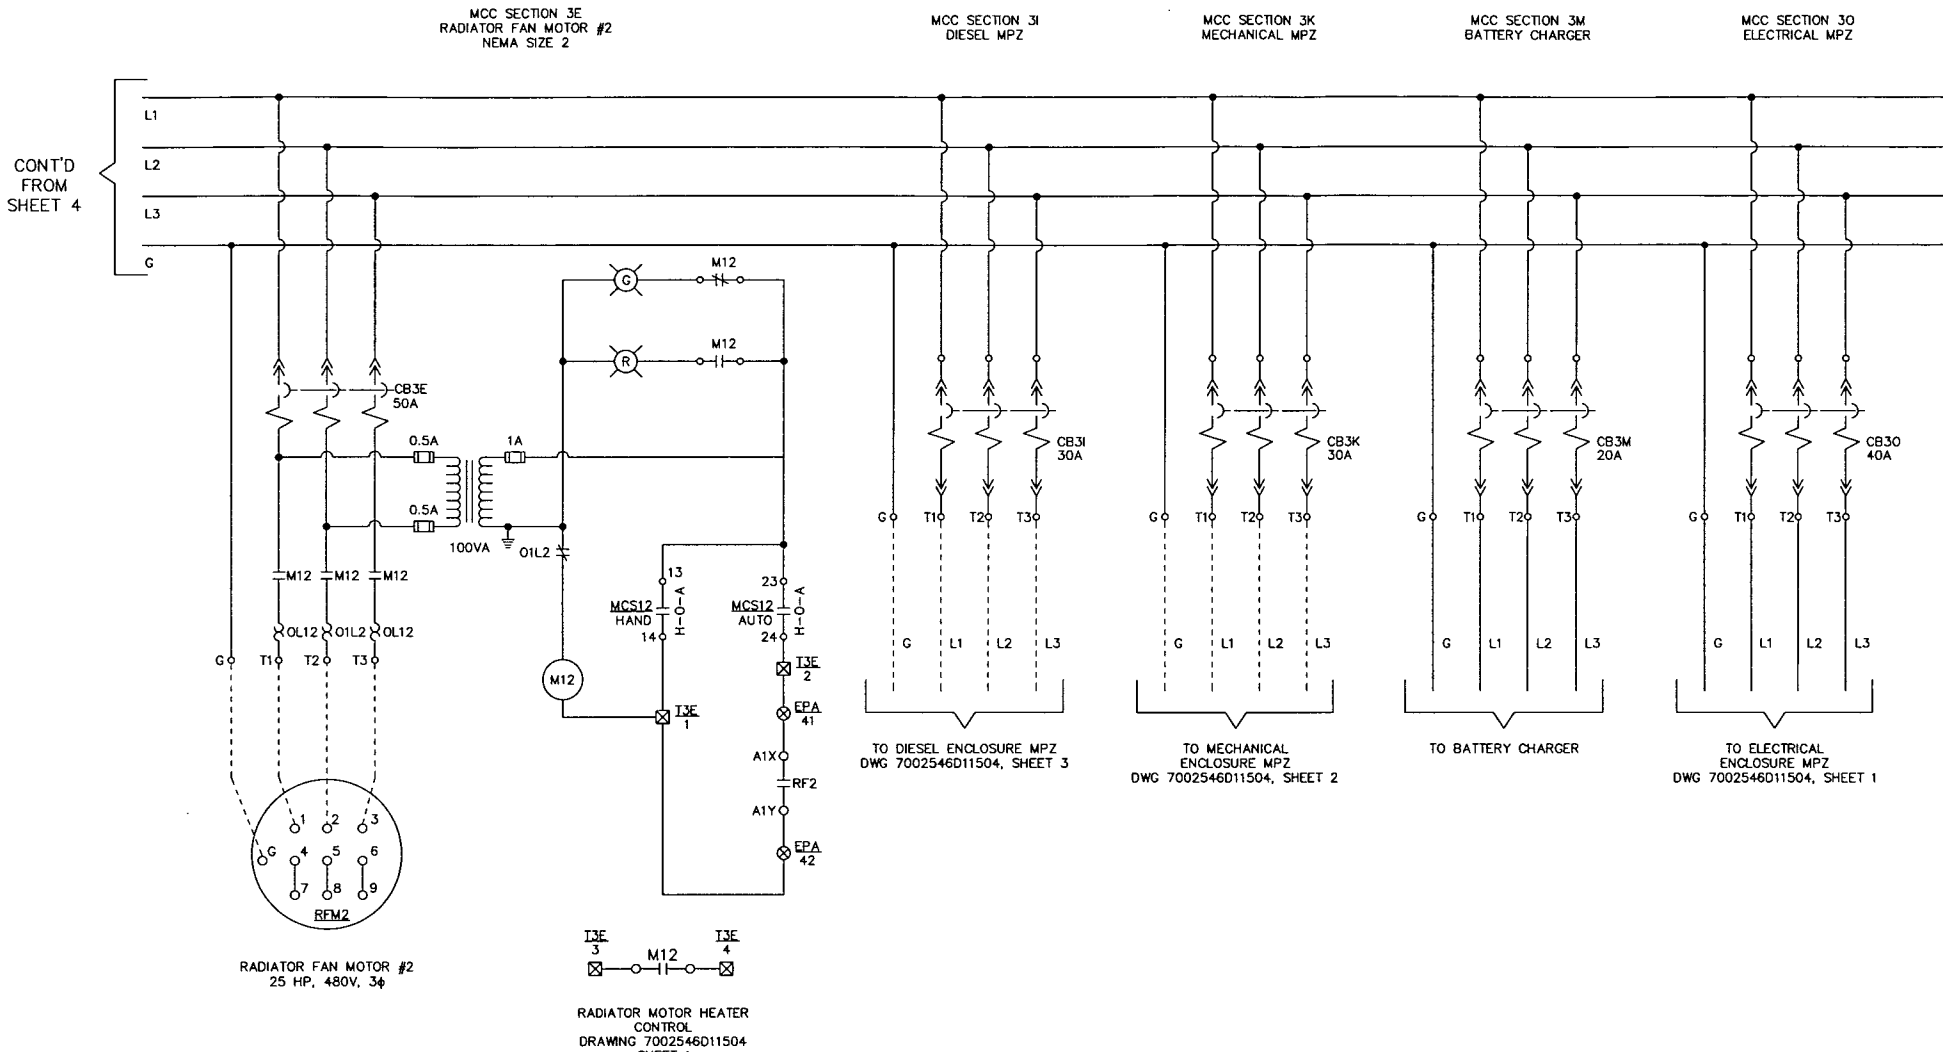 MCC SECTION 3E
RADIATOR FAN MOTOR #2
NEMA SIZE 2
MCC SECTION 3I
DIESEL MPZ
MCC SECTION 3K
MECHANICAL MPZ
MCC SECTION 3M
BATTERY CHARGER
MCC SECTION 3O
ELECTRICAL MPZ
CONT'D
FROM
SHEET 4
L1
L2
L3
G
G
M12
R
M12
CB3E
50A
0.5A
1A
0.5A
100VA
O1L2
M12 M12 M12
OL12 O1L2 OL12
G T1 T2 T3
13
MCS12
HAND
14
H-O-A
23
MCS12
AUTO
24
H-O-A
T3E
2
M12
T3E
1
EPA
41
A1X
RF2
A1Y
EPA
42
1 2 3
G 4 5 6
7 8 9
RFM2
RADIATOR FAN MOTOR #2
25 HP, 480V, 3ϕ
T3E
3
M12
T3E
4
RADIATOR MOTOR HEATER
CONTROL
DRAWING 7002546D11504
CB3I
30A
G T1 T2 T3
G L1 L2 L3
TO DIESEL ENCLOSURE MPZ
DWG 7002546D11504, SHEET 3
CB3K
30A
G T1 T2 T3
G L1 L2 L3
TO MECHANICAL
ENCLOSURE MPZ
DWG 7002546D11504, SHEET 2
CB3M
20A
G T1 T2 T3
G L1 L2 L3
TO BATTERY CHARGER
CB3O
40A
G T1 T2 T3
G L1 L2 L3
TO ELECTRICAL
ENCLOSURE MPZ
DWG 7002546D11504, SHEET 1